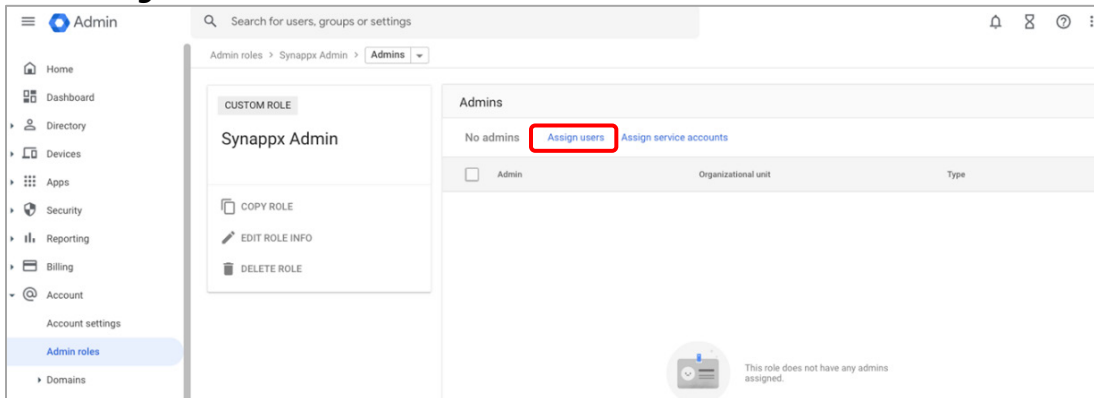 Admin
Search for users, groups or settings
Admin roles > Synappx Admin > Admins
Home
Dashboard
Directory
Devices
Apps
Security
Reporting
Billing
Account
Account settings
Admin roles
Domains
CUSTOM ROLE
Synappx Admin
COPY ROLE
EDIT ROLE INFO
DELETE ROLE
Admins
No admins Assign users Assign service accounts
Admin Organizational unit Type
This role does not have any admins
assigned.